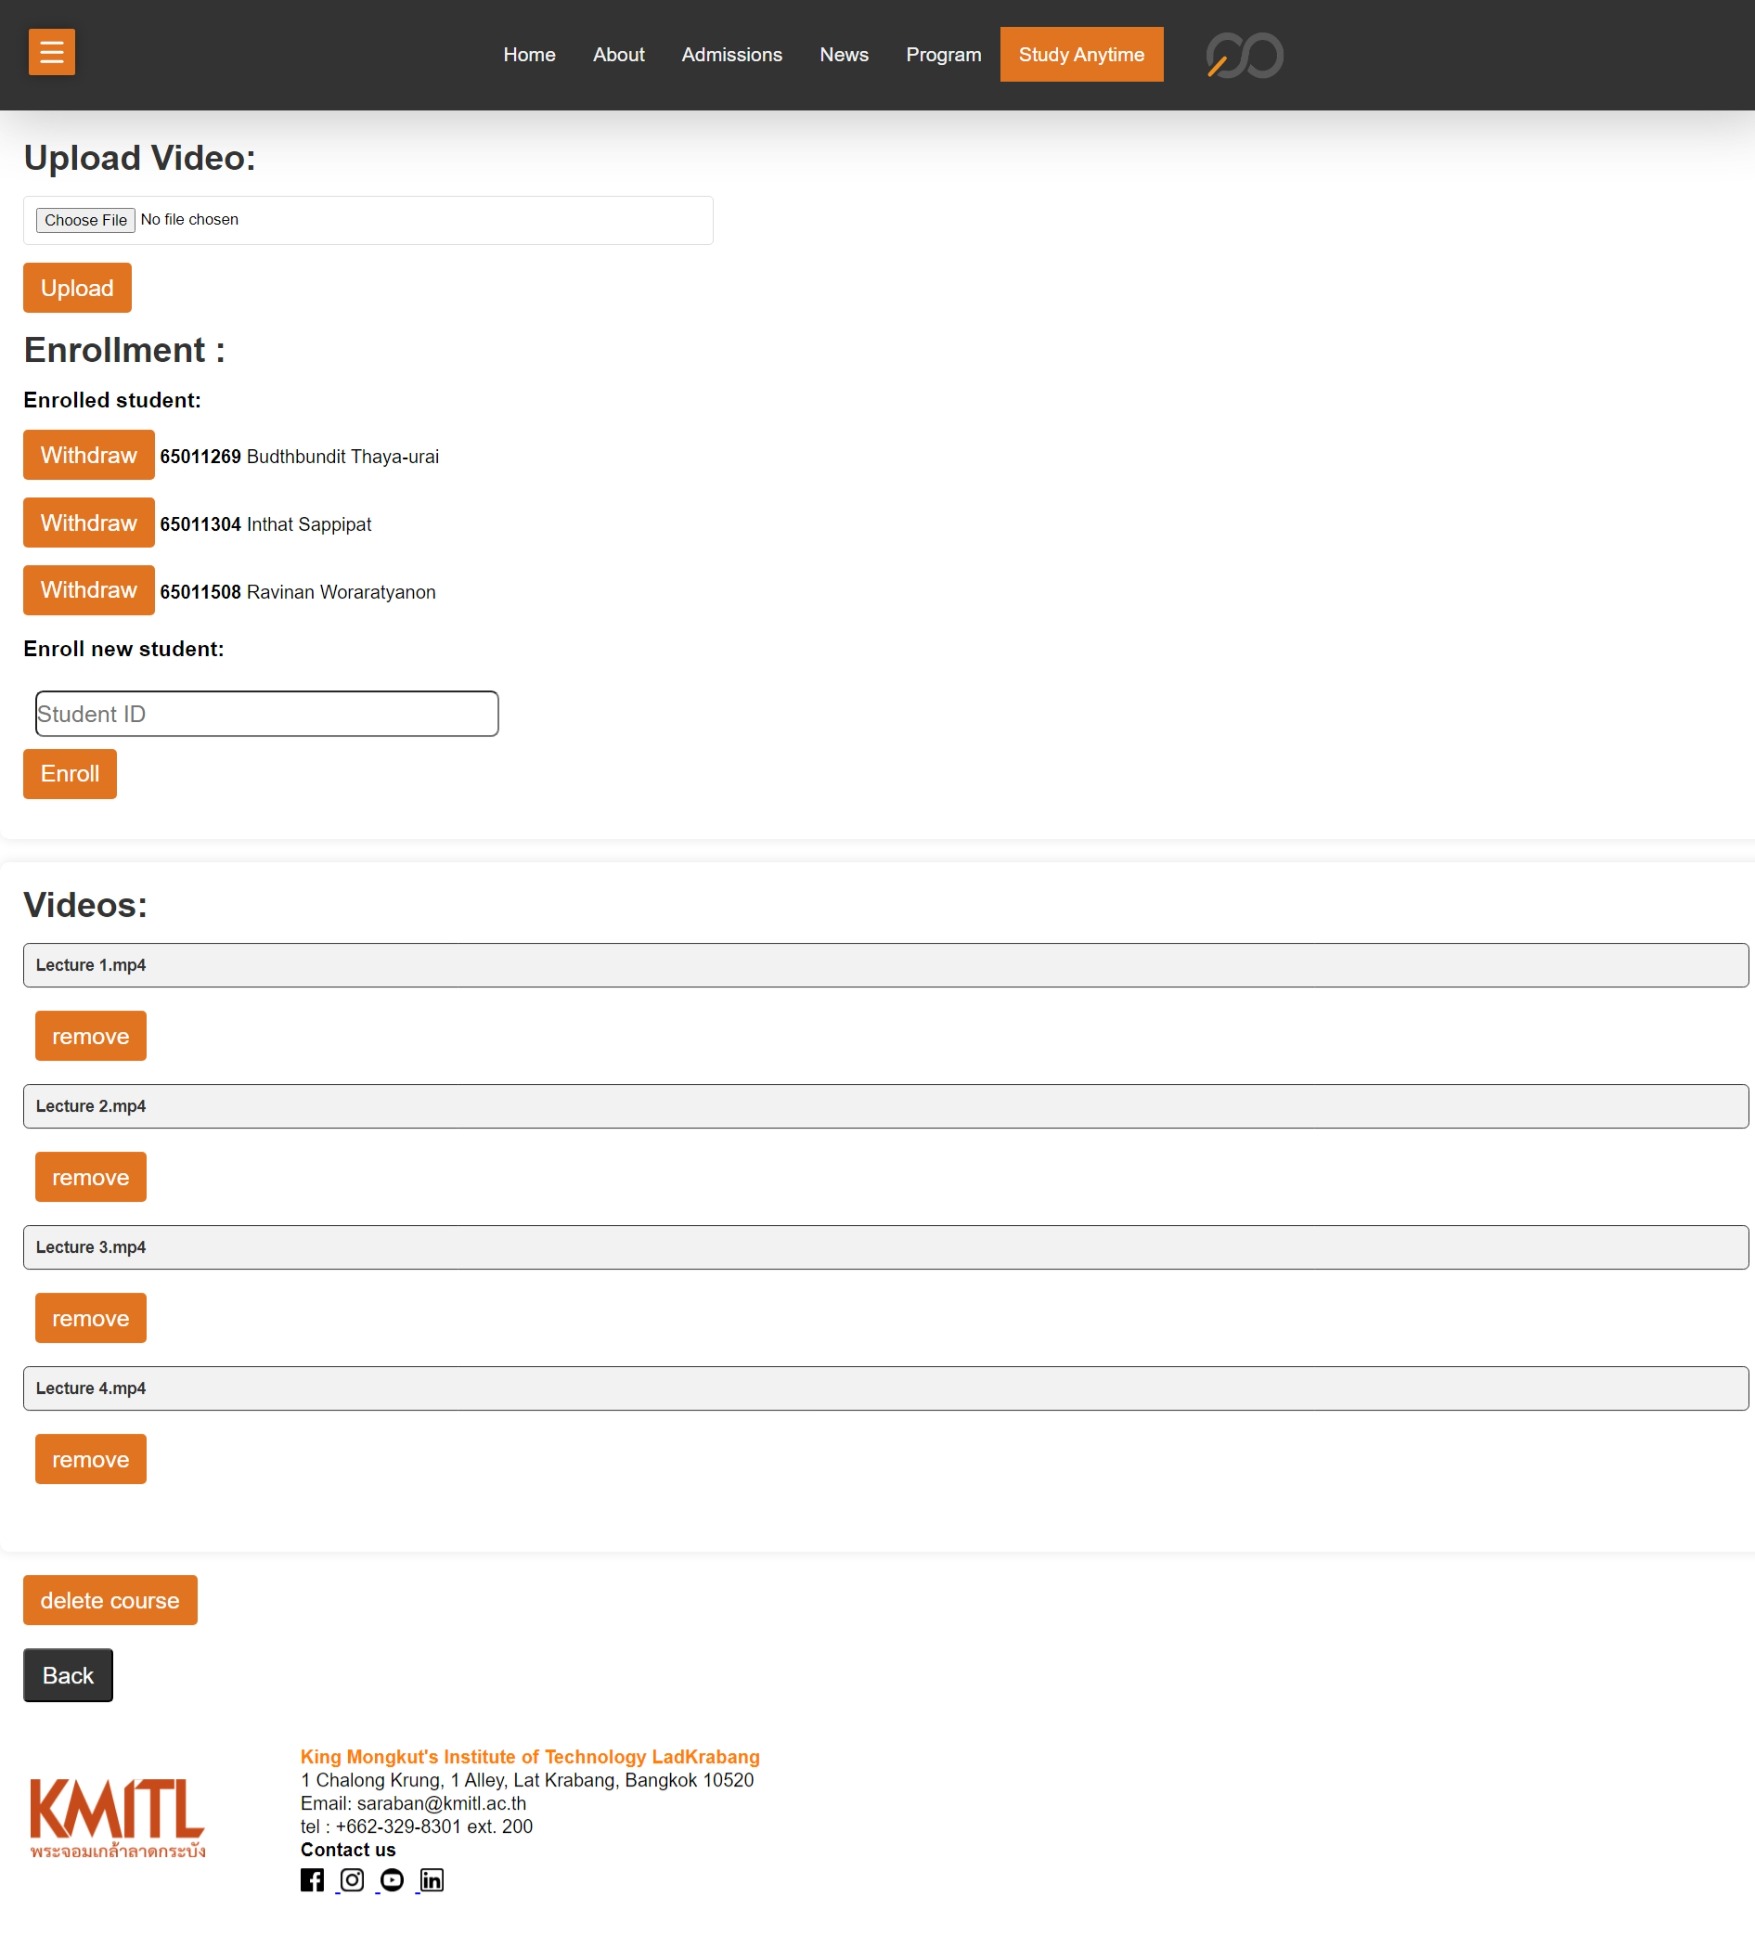 Home About Admissions News Program Study Anytime
Upload Video:
Choose File No file chosen
Upload
Enrollment :
Enrolled student:
Withdraw 65011269 Budthbundit Thaya-urai
Withdraw 65011304 Inthat Sappipat
Withdraw 65011508 Ravinan Woraratyanon
Enroll new student:
Student ID
Enroll
Videos:
Lecture 1.mp4
remove
Lecture 2.mp4
remove
Lecture 3.mp4
remove
Lecture 4.mp4
remove
delete course
Back
KMITL
พระจอมเกล้าลาดกระบัง
King Mongkut's Institute of Technology LadKrabang
1 Chalong Krung, 1 Alley, Lat Krabang, Bangkok 10520
Email: saraban@kmitl.ac.th
tel : +662-329-8301 ext. 200
Contact us